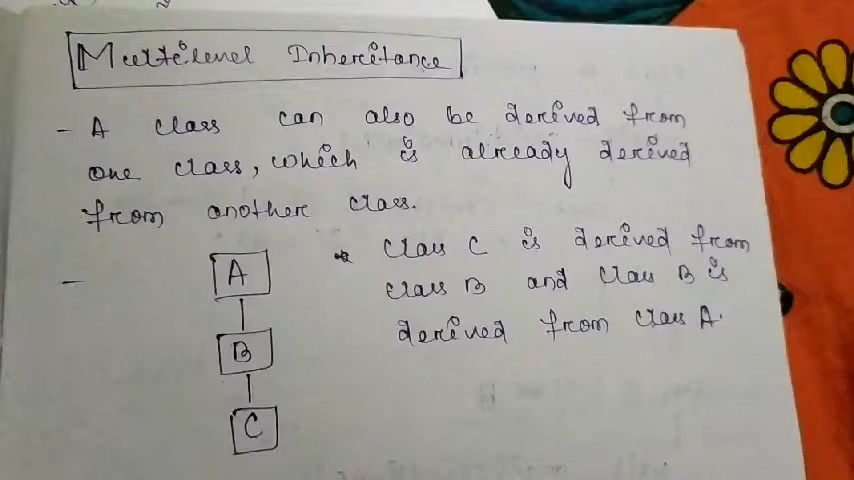 Multilevel Inheritance
- A class can also be derived from
one class, which is already derived
from another class.
-
A
B
C
* class C is derived from
class B and class B is
derived from class A.